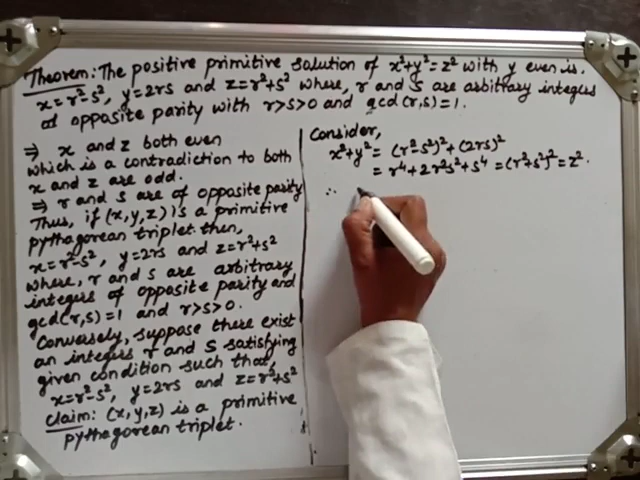 Theorem: The positive primitive solution of x²+y²=z² with y even is.
x=r²-s², y=2rs and z=r²+s² where, r and s are arbitrary integers
of opposite parity with r>s>0 and gcd(r,s)=1.
⇒ x and z both even
which is a contradiction to both
x and z are odd.
⇒ r and s are of opposite parity
Thus, if (x,y,z) is a primitive
pythagorean triplet then,
x=r²-s², y=2rs and z=r²+s²
where, r and s are arbitrary
integers of opposite parity and
gcd(r,s)=1 and r>s>0.
Conversely, suppose there exist
an integers r and s satisfying
given condition such that,
x=r²-s², y=2rs and z=r²+s²
Claim: (x,y,z) is a primitive
pythagorean triplet.
Consider,
x²+y² = (r²-s²)²+(2rs)²
= r⁴+2r²s²+s⁴ = (r²+s²)² = z².
∴